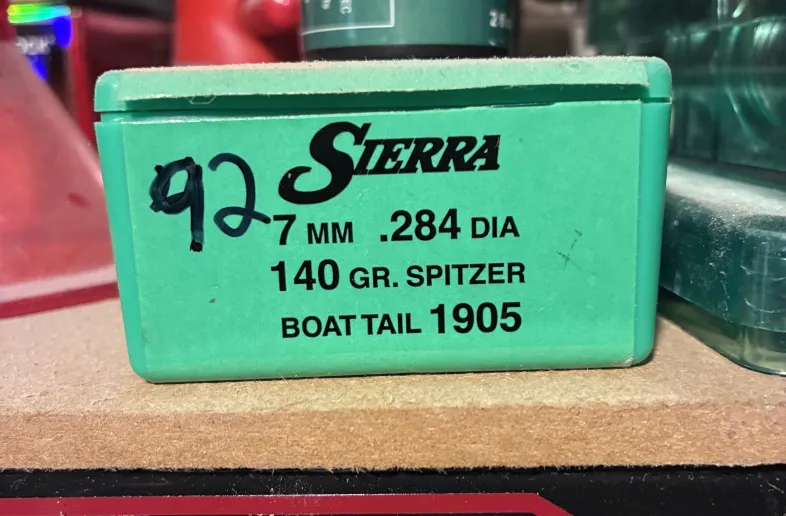 SIERRA
92
7 MM .284 DIA
140 GR. SPITZER
BOAT TAIL 1905